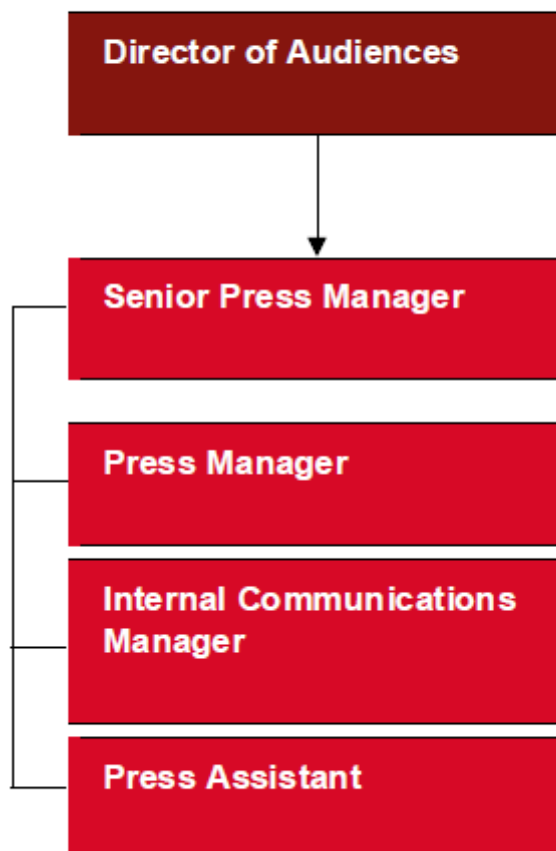 Director of Audiences
Senior Press Manager
Press Manager
Internal Communications
Manager
Press Assistant